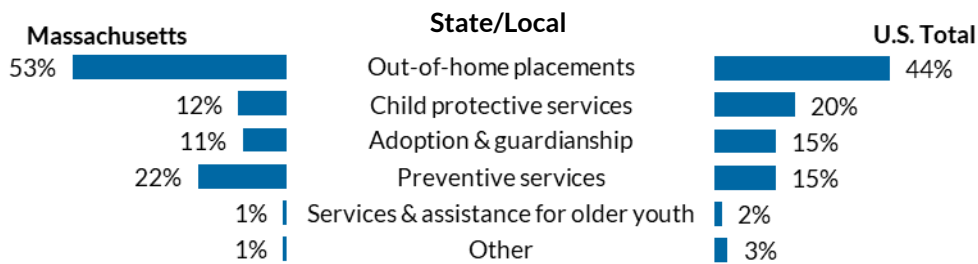 State/Local
Massachusetts U.S. Total
53% Out-of-home placements 44%
12% Child protective services 20%
11% Adoption & guardianship 15%
22% Preventive services 15%
1% Services & assistance for older youth 2%
1% Other 3%